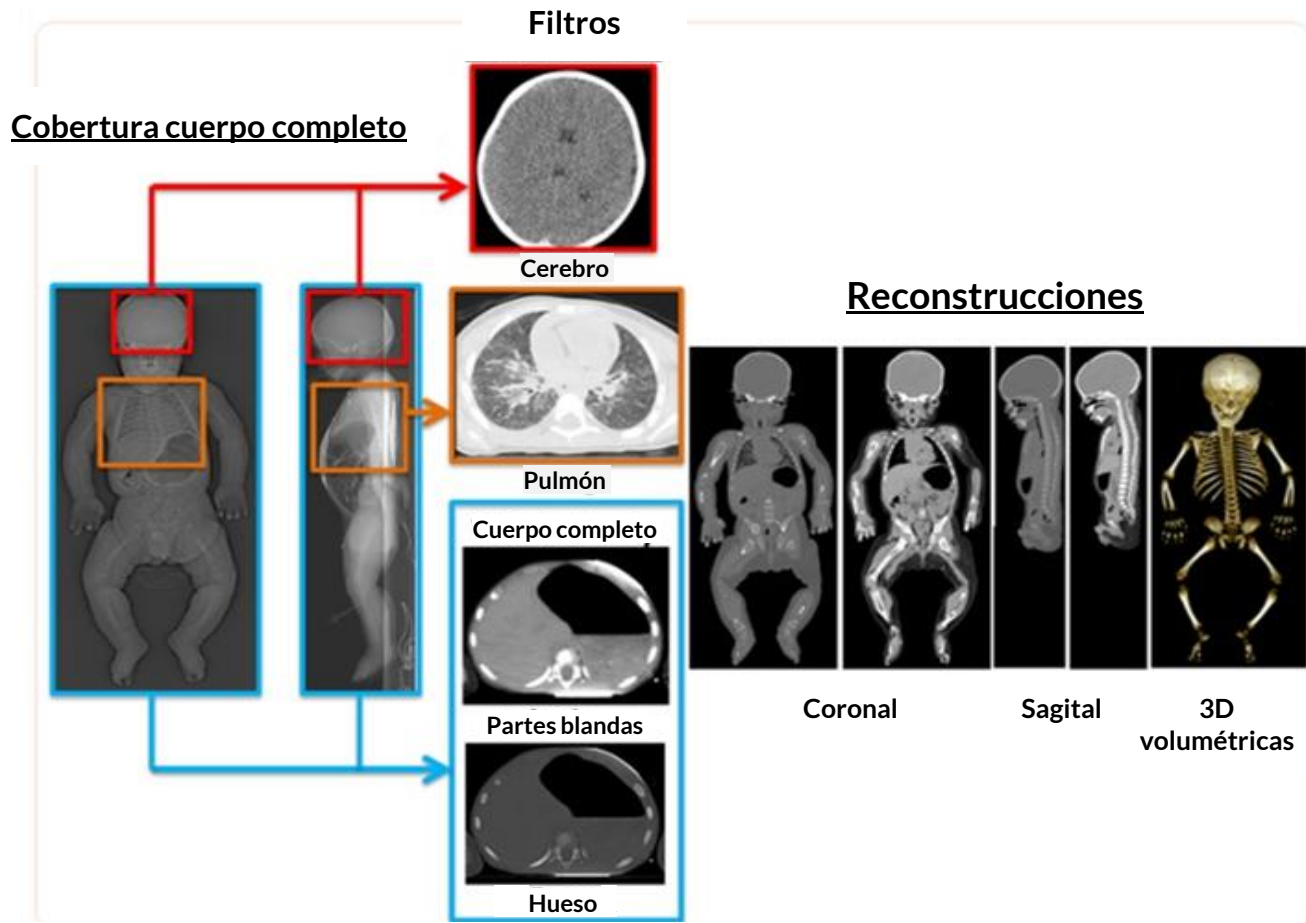 Filtros
Cobertura cuerpo completo
Cerebro
Pulmón
Cuerpo completo
Partes blandas
Hueso
Reconstrucciones
Coronal
Sagital
3D
volumétricas